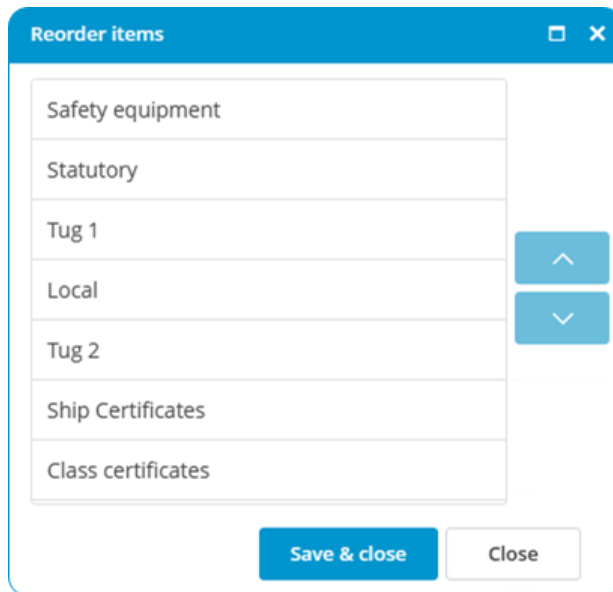 Reorder items
Safety equipment
Statutory
Tug 1
Local
Tug 2
Ship Certificates
Class certificates
Save & close
Close